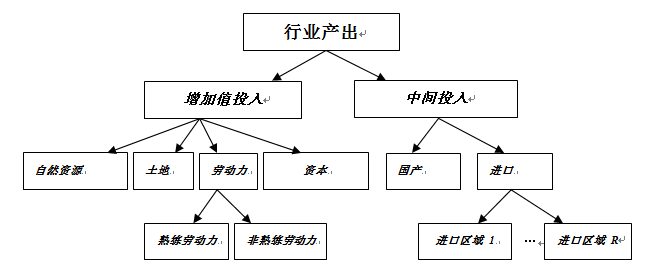 行业产出
增加值投入
中间投入
自然资源
土地
劳动力
资本
国产
进口
熟练劳动力
非熟练劳动力
进口区域 1
...
进口区域 R